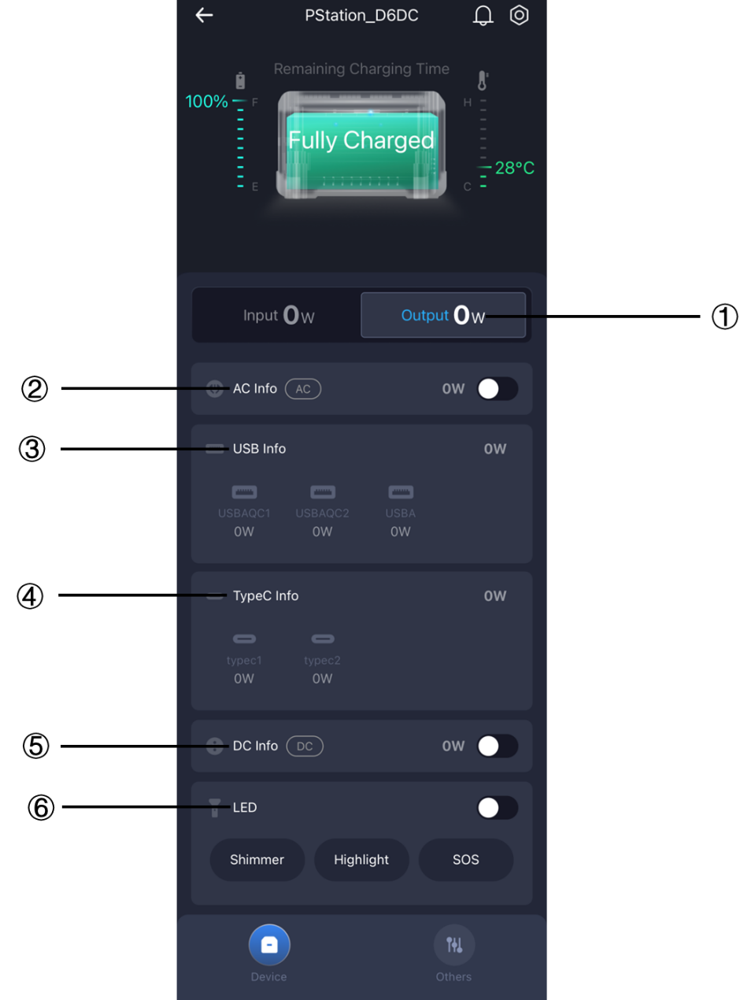 PStation_D6DC
Remaining Charging Time
100%
F
H
Fully Charged
28°C
E
C
Input 0W
Output 0W
①
②
AC Info AC 0W
③
USB Info 0W
USBAQC1 USBAQC2 USBA
0W 0W 0W
④
TypeC Info 0W
typec1 typec2
0W 0W
⑤
DC Info DC 0W
⑥
LED
Shimmer Highlight SOS
Device Others